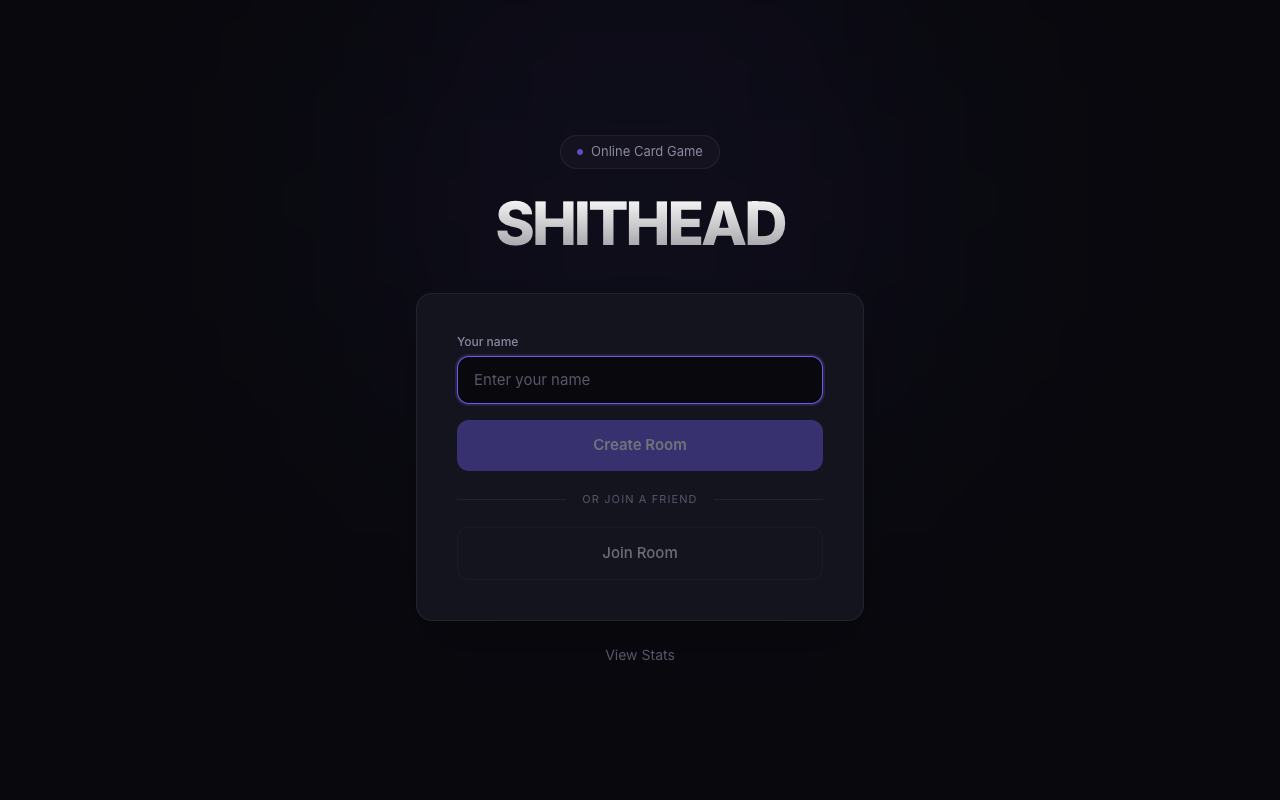 Online Card Game
SHITHEAD
Your name
Enter your name
Create Room
OR JOIN A FRIEND
Join Room
View Stats